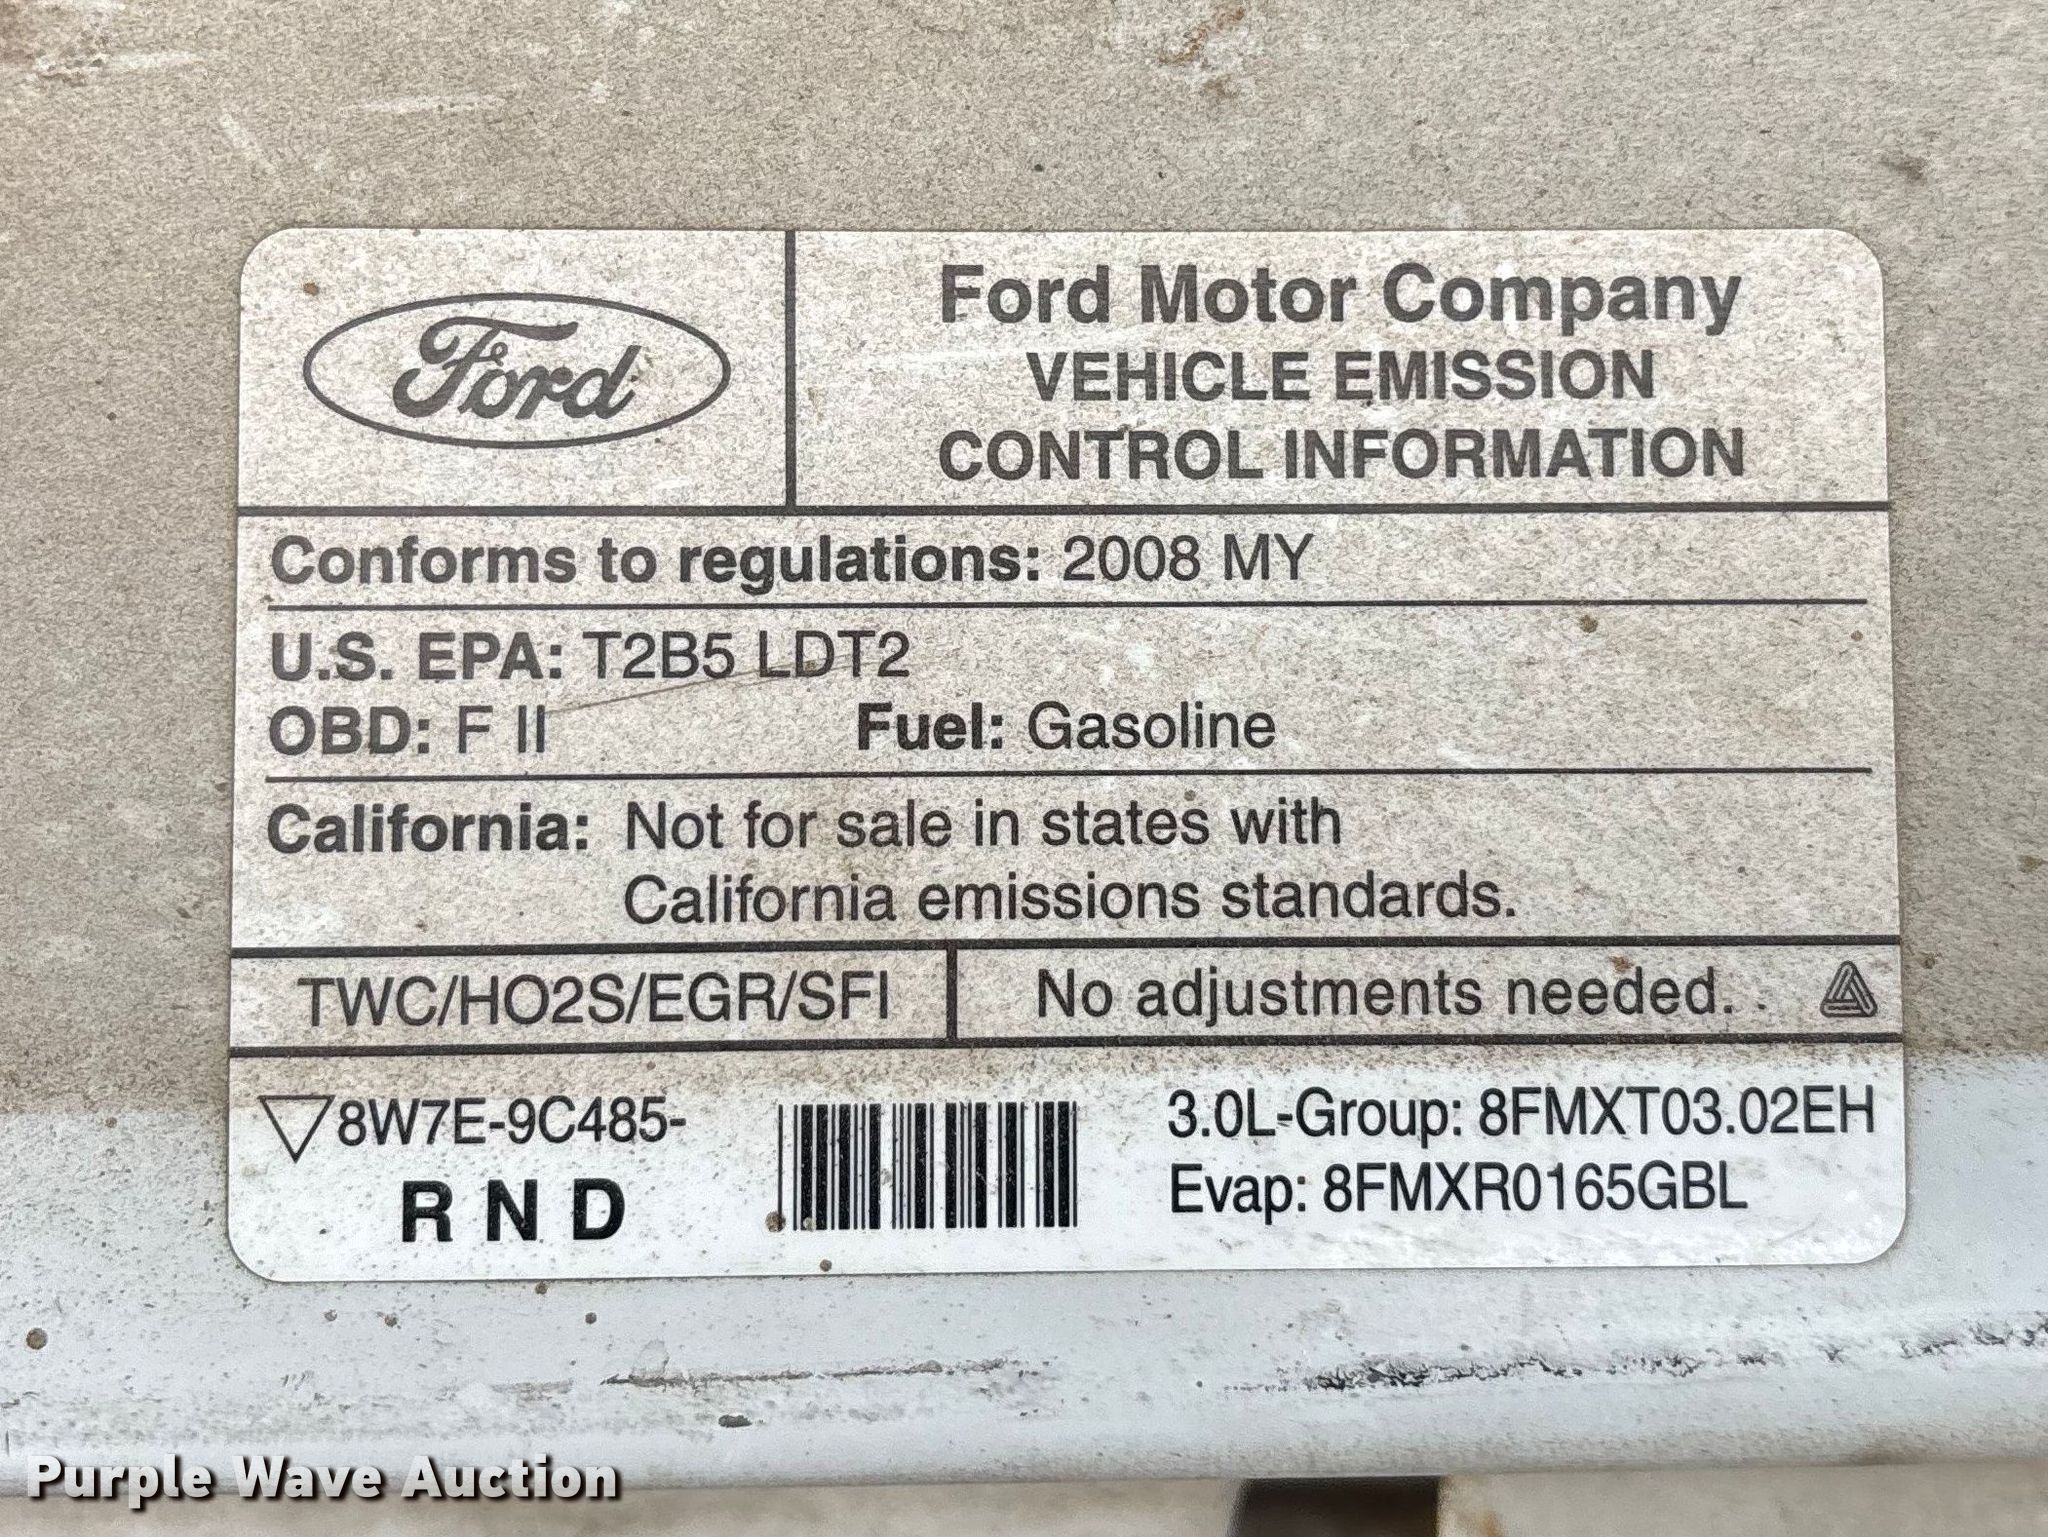 Ford
Ford Motor Company
VEHICLE EMISSION
CONTROL INFORMATION
Conforms to regulations: 2008 MY
U.S. EPA: T2B5 LDT2
OBD: F II Fuel: Gasoline
California: Not for sale in states with
California emissions standards.
TWC/HO2S/EGR/SFI
No adjustments needed.
8W7E-9C485-
R N D
3.0L-Group: 8FMXT03.02EH
Evap: 8FMXR0165GBL
Purple Wave Auction